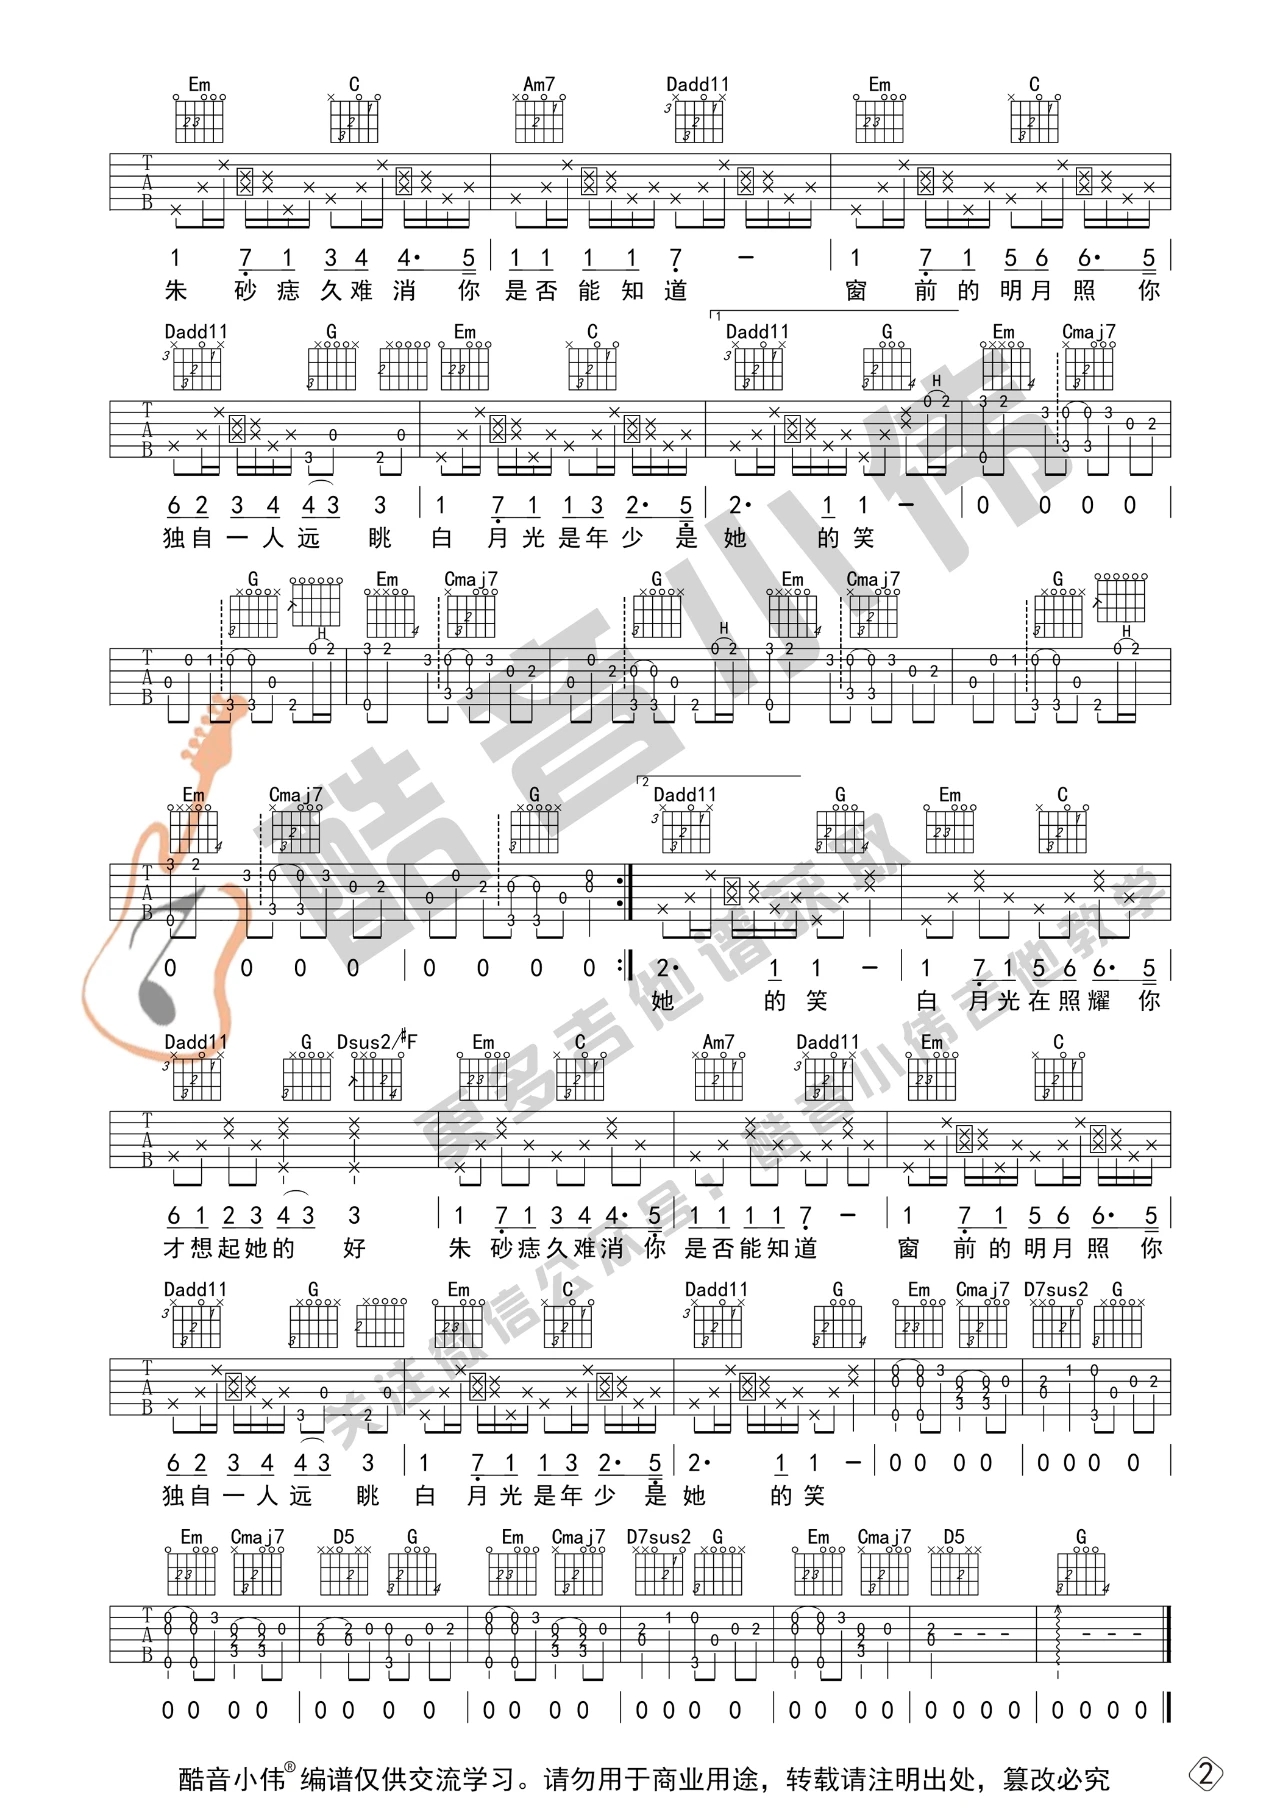 Em C Am7 Dadd11 Em C
T A B
1 7 1 3 4 4· 5 1 1 1 1 7 － 1 7 1 5 6 6· 5
朱 砂 痣 久 难 消 你 是 否 能 知 道 窗 前 的 明 月 照 你
Dadd11 G Em C 1 Dadd11 G Em Cmaj7
H
T A B
6 2 3 4 4 3 3 1 7 1 1 3 2· 5 2· 1 1 － 0 0 0 0
独 自 一 人 远 眺 白 月 光 是 年 少 是 她 的 笑
G Em Cmaj7 G Em Cmaj7 G
H H H
T A B
Em Cmaj7 G 2 Dadd11 G Em C
T A B
0 0 0 0 0 0 0 0 2· 1 1 － 1 7 1 5 6 6· 5
她 的 笑 白 月 光 在 照 耀 你
Dadd11 G Dsus2/#F Em C Am7 Dadd11 Em C
T A B
6 1 2 3 4 3 3 1 7 1 3 4 4· 5 1 1 1 1 7 － 1 7 1 5 6 6· 5
才 想 起 她 的 好 朱 砂 痣 久 难 消 你 是 否 能 知 道 窗 前 的 明 月 照 你
Dadd11 G Em C Dadd11 G Em Cmaj7 D7sus2 G
T A B
6 2 3 4 4 3 3 1 7 1 1 3 2· 5 2· 1 1 － 0 0 0 0 0 0 0 0
独 自 一 人 远 眺 白 月 光 是 年 少 是 她 的 笑
Em Cmaj7 D5 G Em Cmaj7 D7sus2 G Em Cmaj7 D5 G
T A B
0 0 0 0 0 0 0 0 0 0 0 0 0 0 0 0 0 0 0 0 0 0 0 0 0 0 0 0
酷音小伟
更多吉他谱获取
关注微信公众号：酷音小伟吉他教学
酷音小伟® 编谱仅供交流学习。请勿用于商业用途，转载请注明出处，篡改必究
2